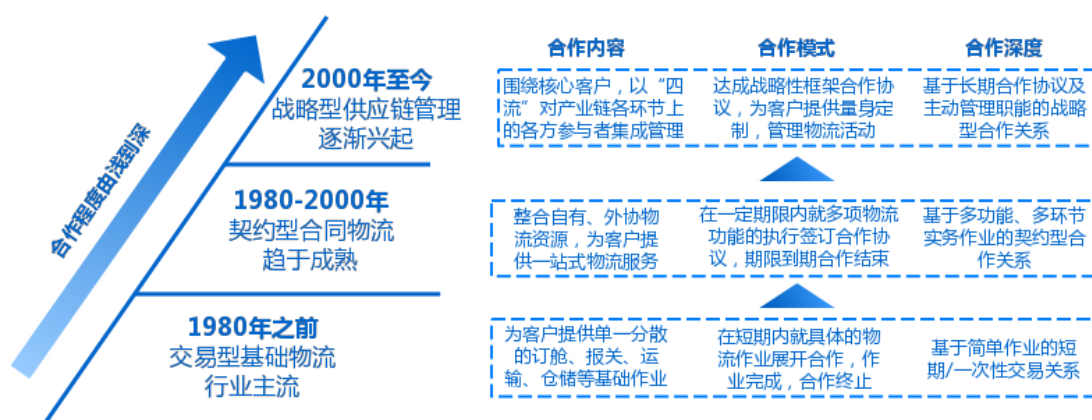 合作程度由浅到深
2000年至今
战略型供应链管理
逐渐兴起
1980-2000年
契约型合同物流
趋于成熟
1980年之前
交易型基础物流
行业主流
合作内容
合作模式
合作深度
围绕核心客户，以“四
流”对产业链各环节上
的各方参与者集成管理
达成战略性框架合作协
议，为客户提供量身定
制，管理物流活动
基于长期合作协议及
主动管理职能的战略
型合作关系
整合自有、外协物
流资源，为客户提
供一站式物流服务
在一定期限内就多项物流
功能的执行签订合作协
议，期限到期合作结束
基于多功能、多环节
实务作业的契约型合
作关系
为客户提供单一分散
的订舱、报关、运
输、仓储等基础作业
在短期内就具体的物
流作业展开合作，作
业完成，合作终止
基于简单作业的短
期/一次性交易关系